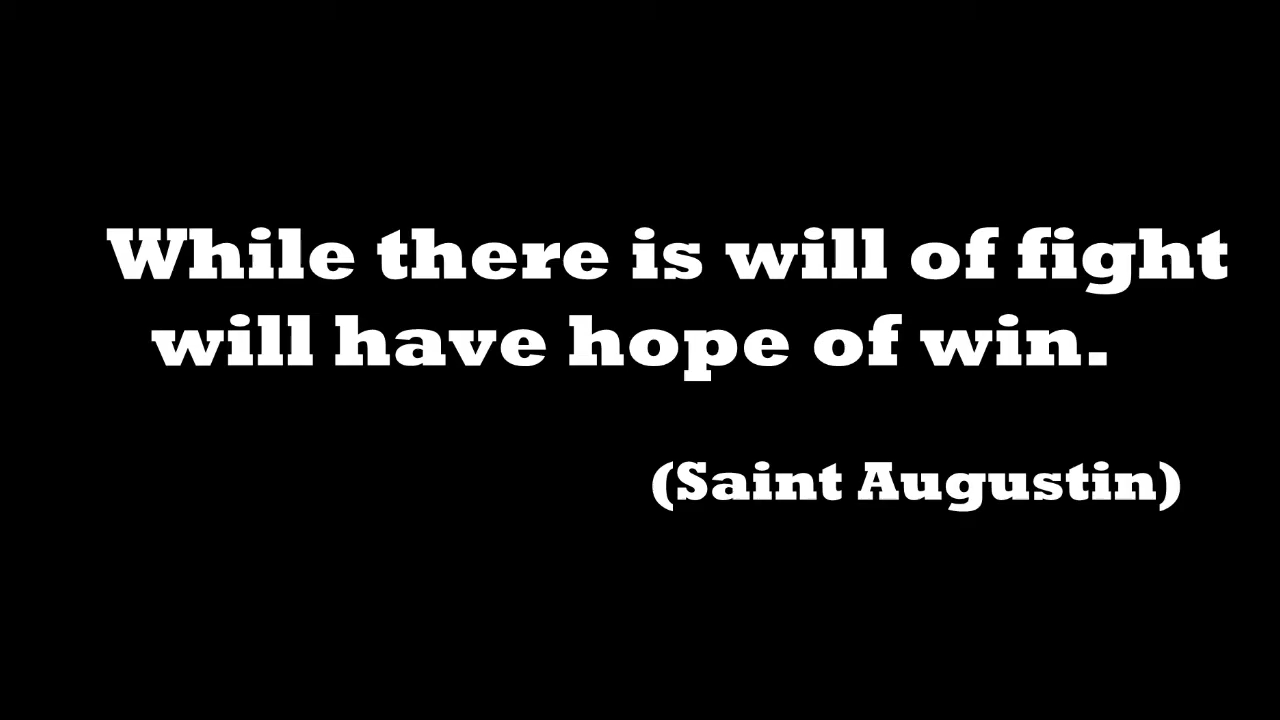 While there is will of fight
will have hope of win.
(Saint Augustin)